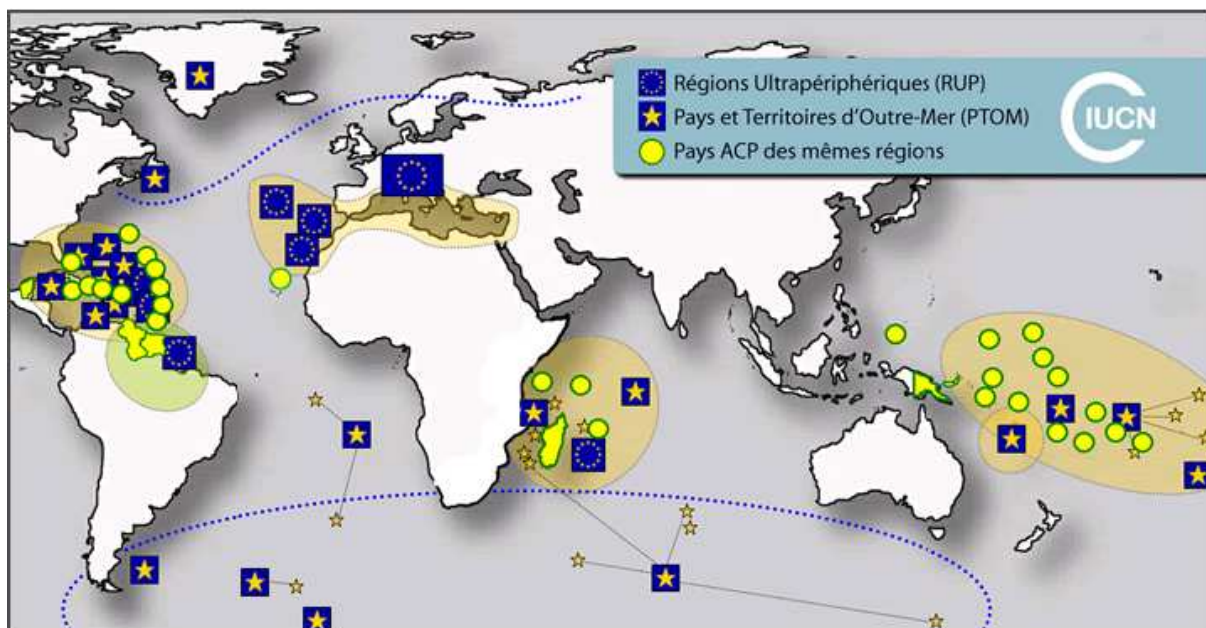 Régions Ultrapériphériques (RUP)
Pays et Territoires d'Outre-Mer (PTOM)
Pays ACP des mêmes régions
IUCN